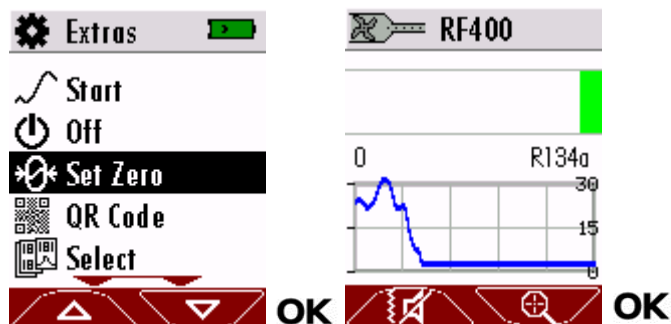 Extras
Start
Off
Set Zero
QR Code
Select
OK
RF400
0 R134a
30
15
0
OK